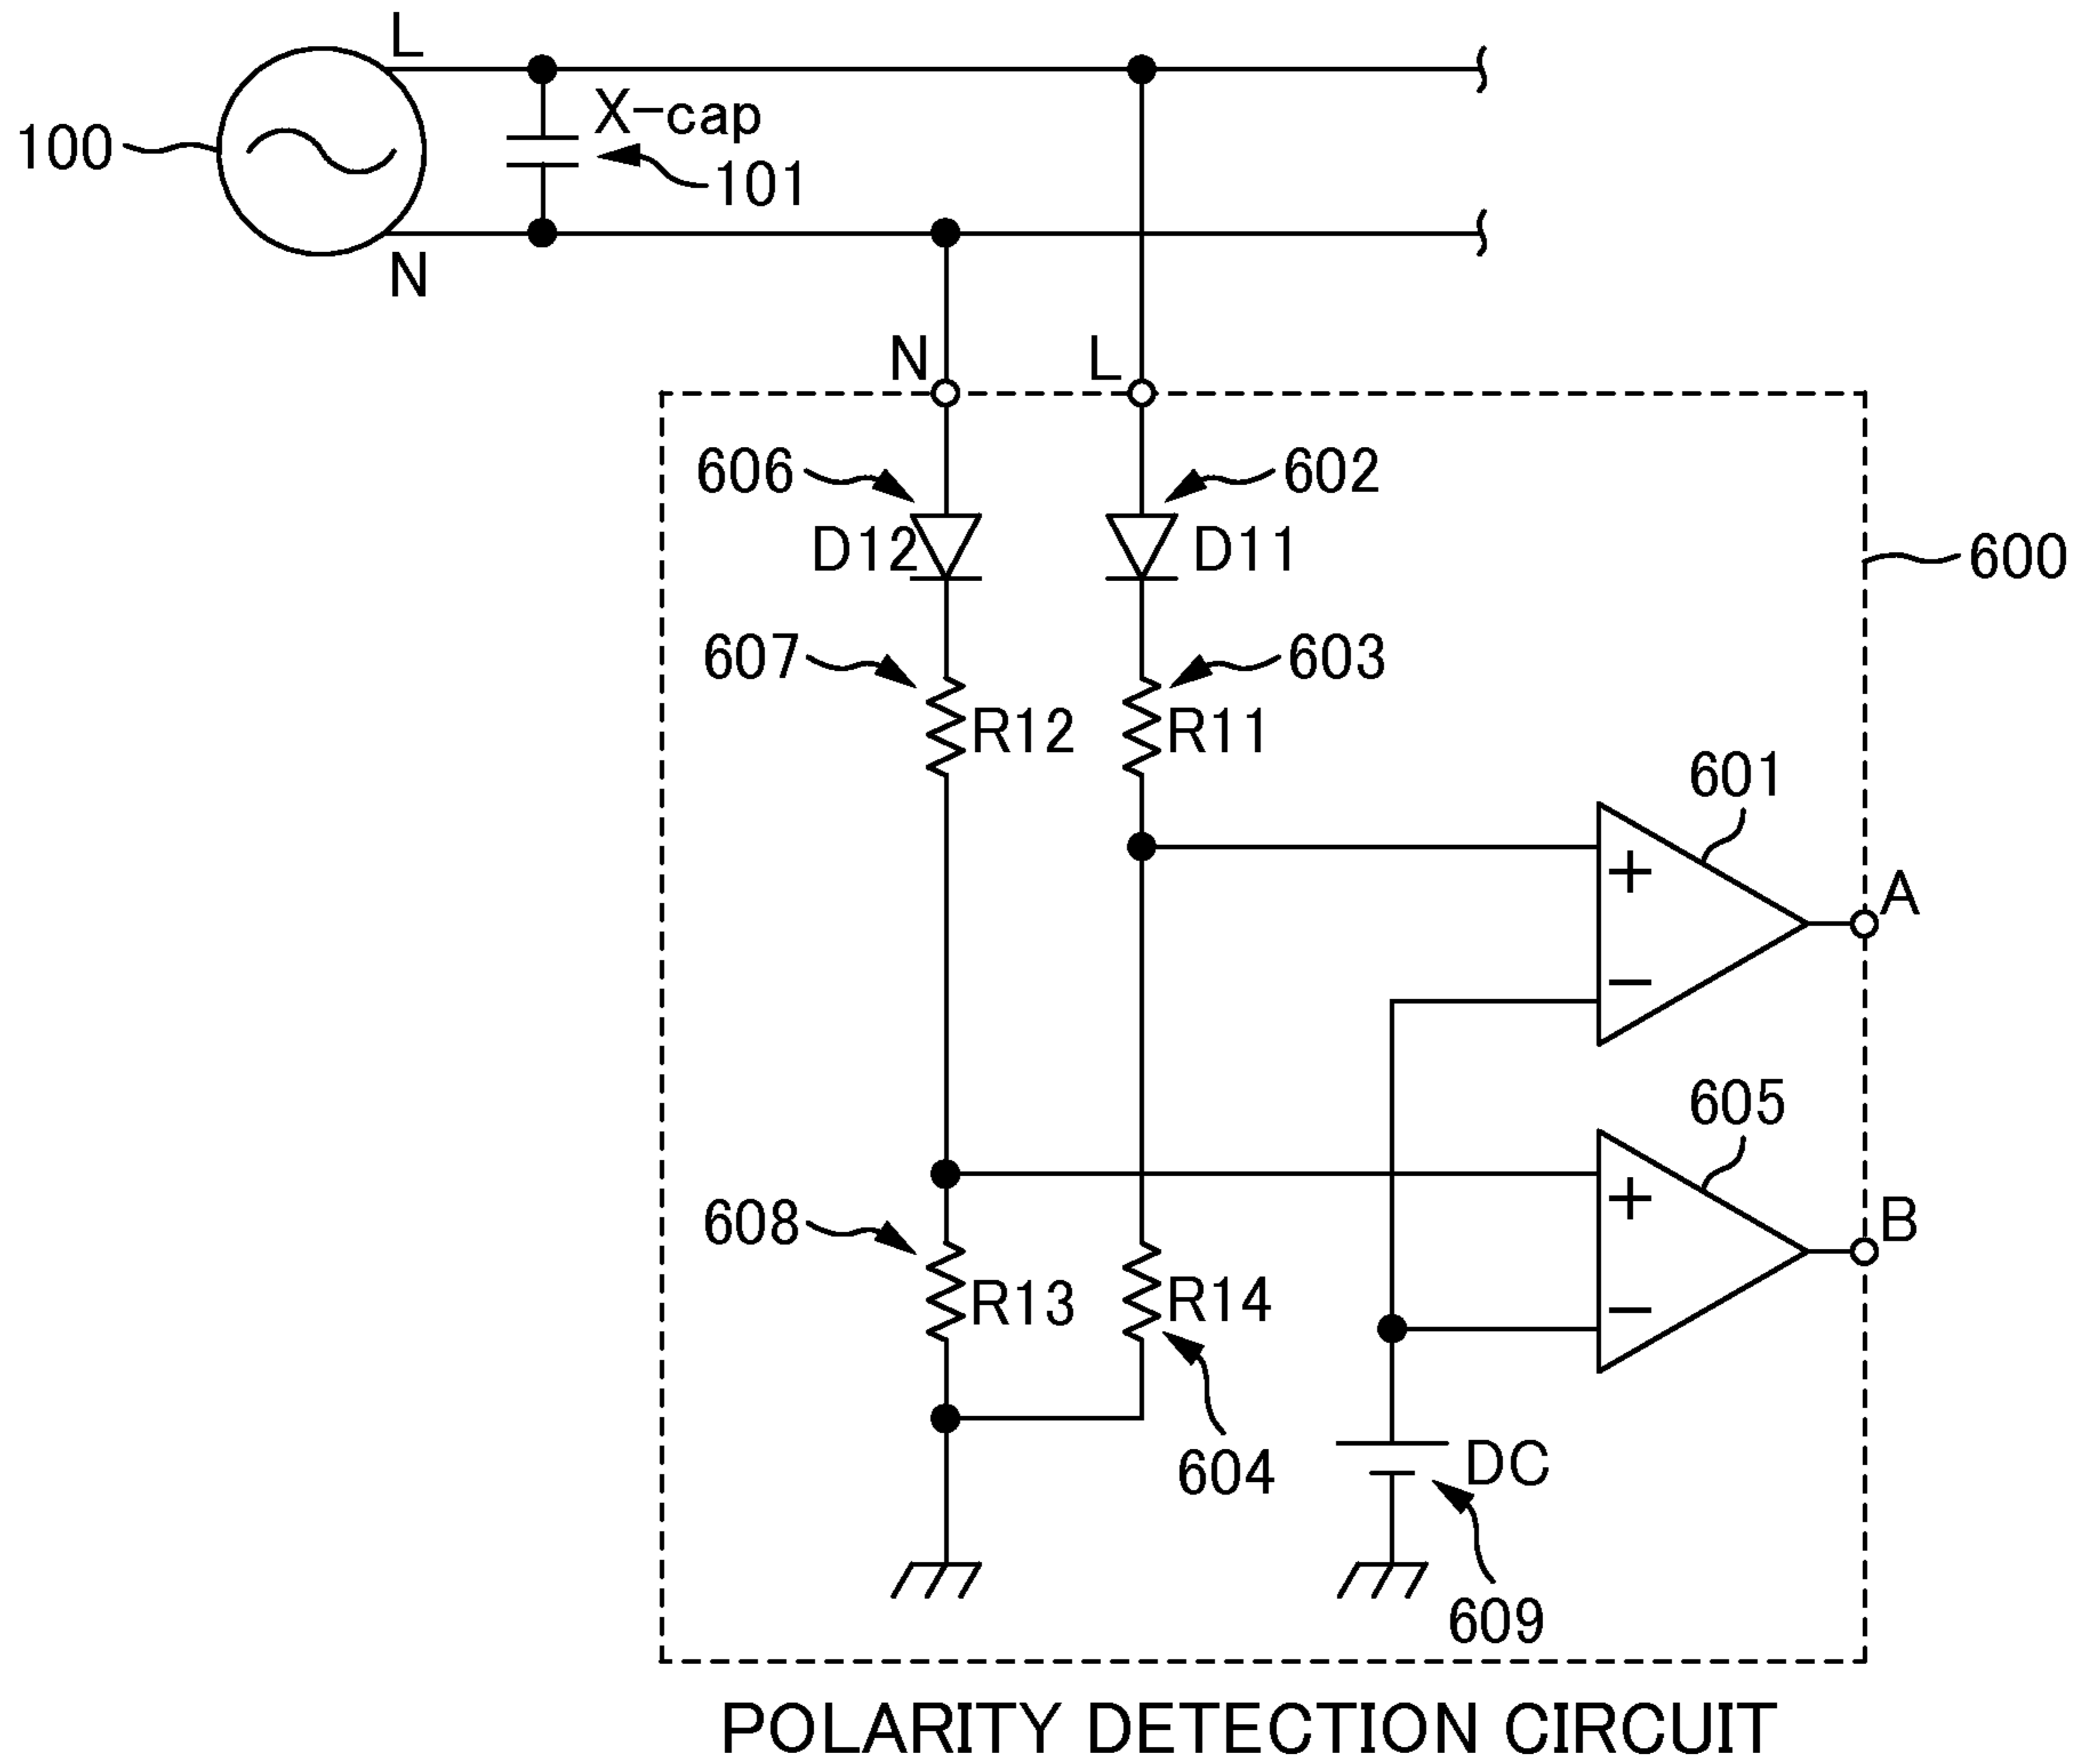 L
X-cap
100
101
N
N
L
606
602
D12
D11
600
607
603
R12
R11
601
+
A
−
605
+
B
608
R13
R14
−
DC
604
609
POLARITY DETECTION CIRCUIT